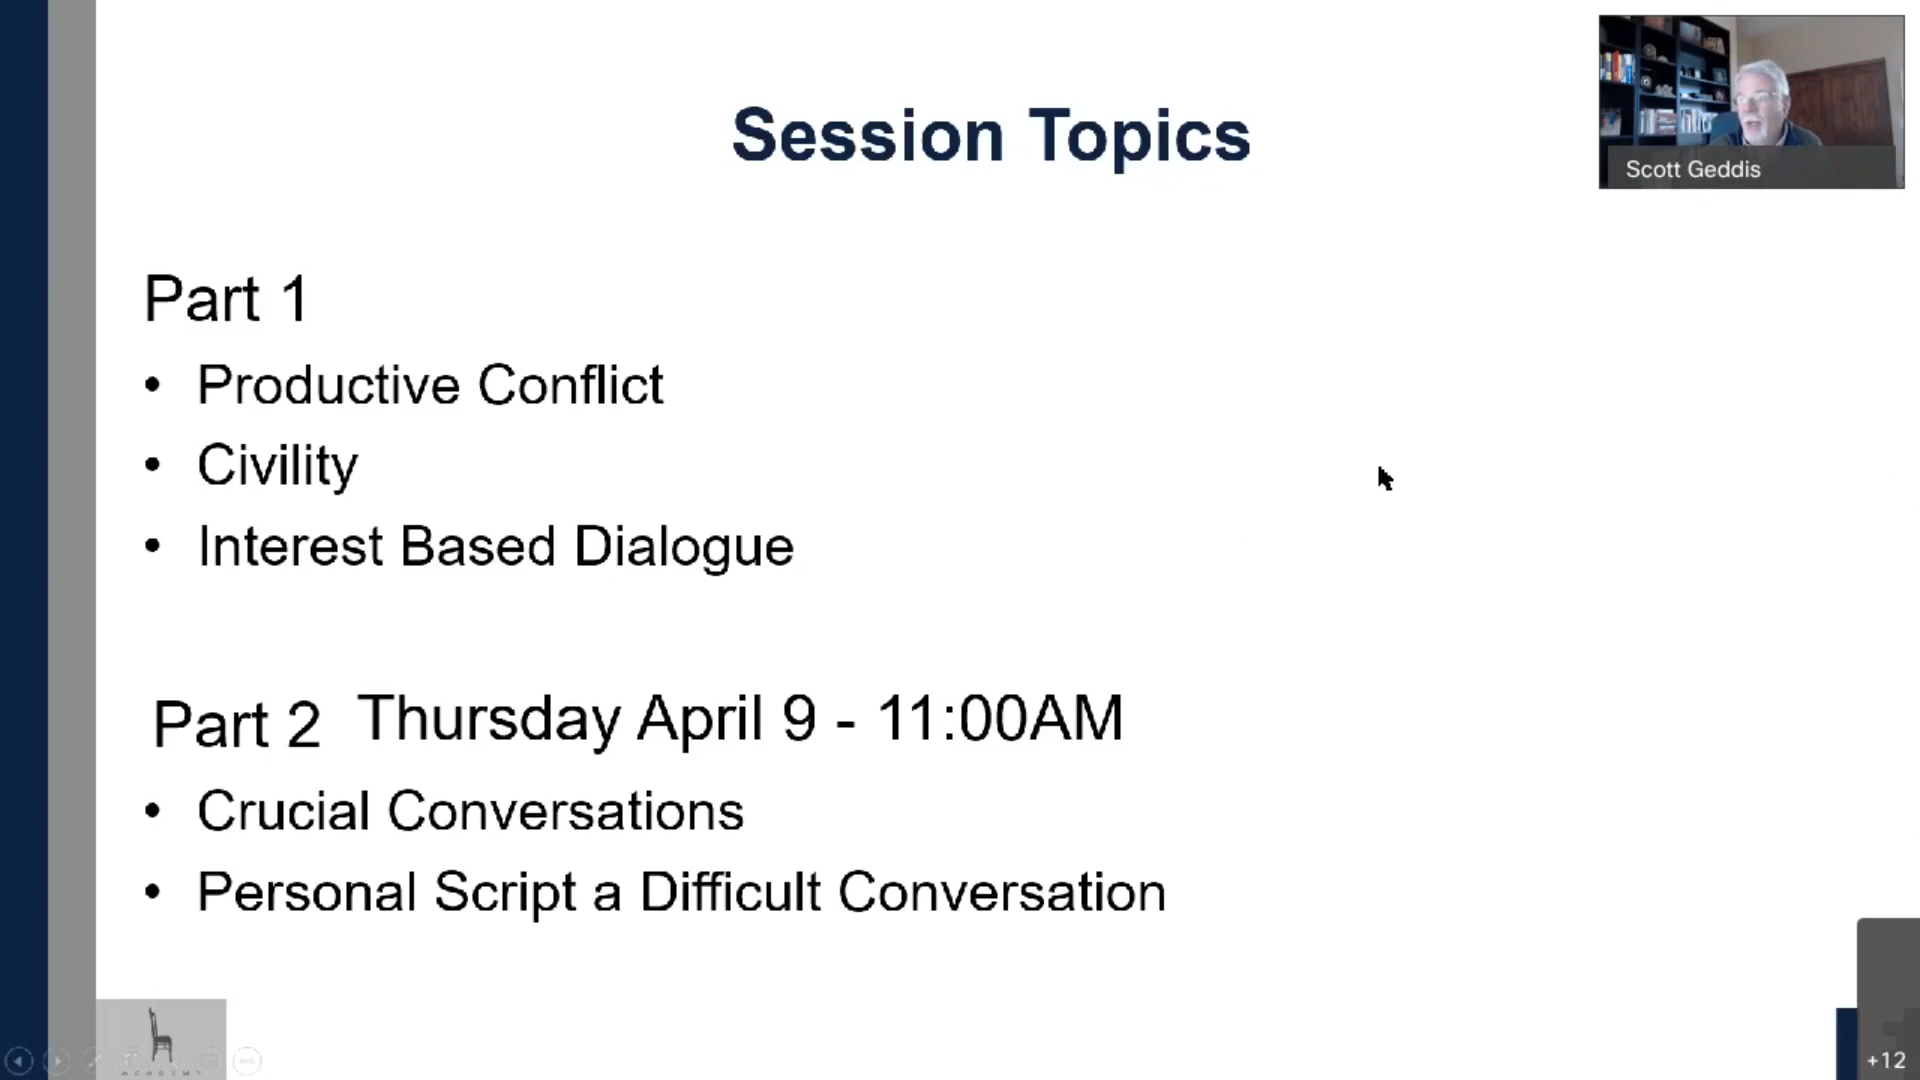 Session Topics
Scott Geddis
Part 1
• Productive Conflict
• Civility
• Interest Based Dialogue
Part 2 Thursday April 9 - 11:00AM
• Crucial Conversations
• Personal Script a Difficult Conversation
ACADEMY
+12